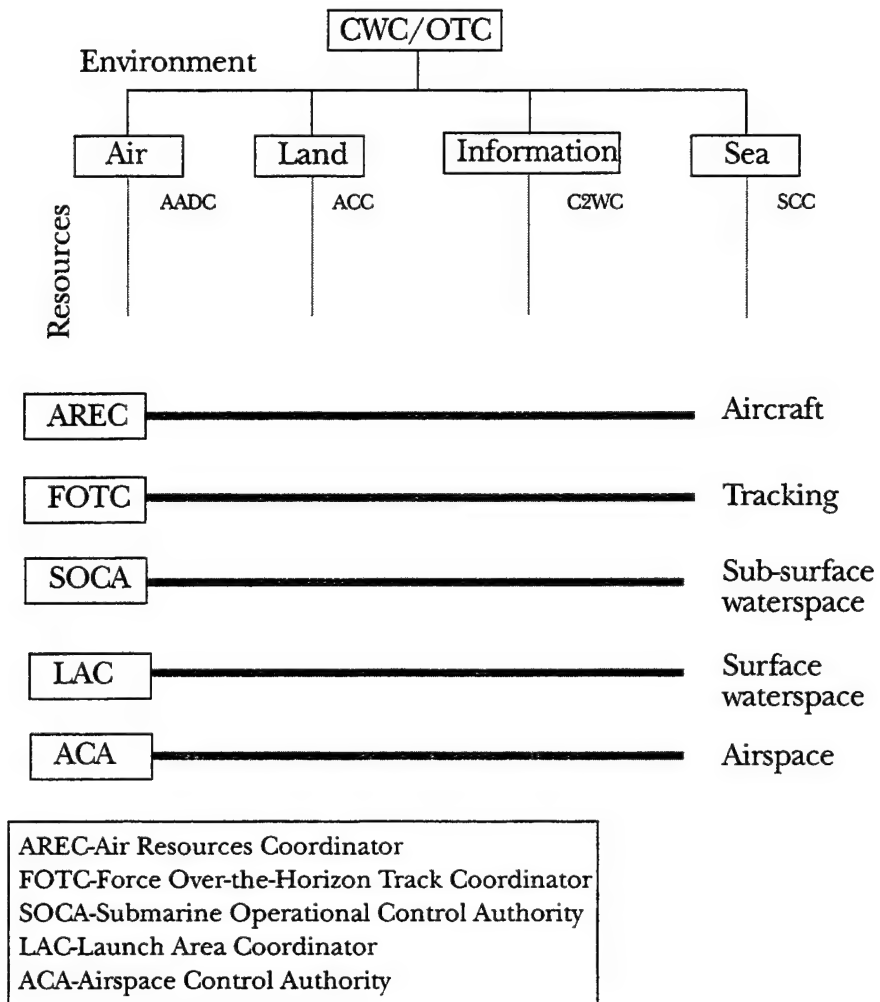 CWC/OTC
Environment
Air
Land
Information
Sea
AADC
ACC
C2WC
SCC
Resources
AREC
Aircraft
FOTC
Tracking
SOCA
Sub-surface
waterspace
LAC
Surface
waterspace
ACA
Airspace
AREC-Air Resources Coordinator
FOTC-Force Over-the-Horizon Track Coordinator
SOCA-Submarine Operational Control Authority
LAC-Launch Area Coordinator
ACA-Airspace Control Authority